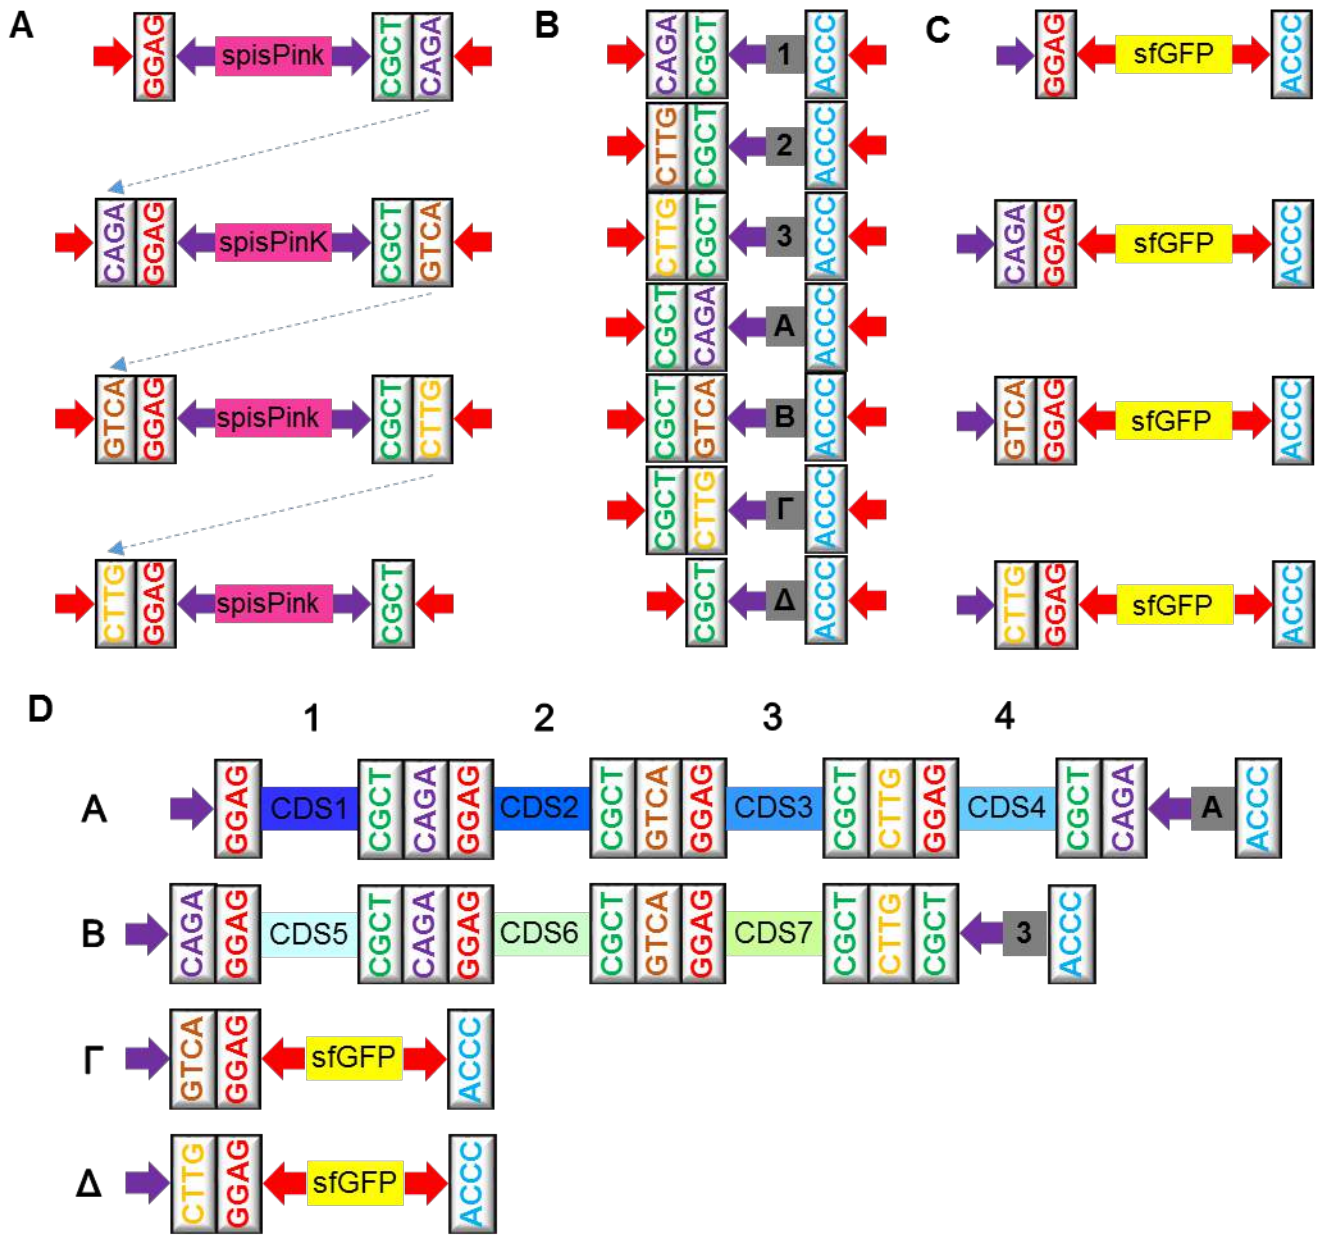 A
GGAG spisPink CGCT CAGA
CAGA GGAG spisPinK CGCT GTCA
GTCA GGAG spisPink CGCT CTTG
CTTG GGAG spisPink CGCT
B
CAGA CGCT 1 ACCC
CTTG CGCT 2 ACCC
CTTG CGCT 3 ACCC
CGCT CAGA A ACCC
CGCT GTCA B ACCC
CGCT CTTG Γ ACCC
CGCT Δ ACCC
C
GGAG sfGFP ACCC
CAGA GGAG sfGFP ACCC
GTCA GGAG sfGFP ACCC
CTTG GGAG sfGFP ACCC
D
1 2 3 4
A GGAG CDS1 CGCT CAGA GGAG CDS2 CGCT GTCA GGAG CDS3 CGCT CTTG GGAG CDS4 CGCT CAGA A ACCC
B CAGA GGAG CDS5 CGCT CAGA GGAG CDS6 CGCT GTCA GGAG CDS7 CGCT CTTG CGCT 3 ACCC
Γ GTCA GGAG sfGFP ACCC
Δ CTTG GGAG sfGFP ACCC